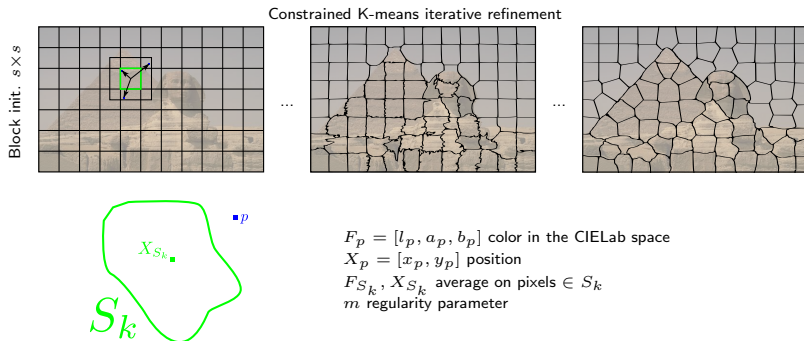 Constrained K-means iterative refinement
Block init. s×s
...
...
p
X_{S_k}
S_k
F_p = [l_p, a_p, b_p] color in the CIELab space
X_p = [x_p, y_p] position
F_{S_k}, X_{S_k} average on pixels ∈ S_k
m regularity parameter